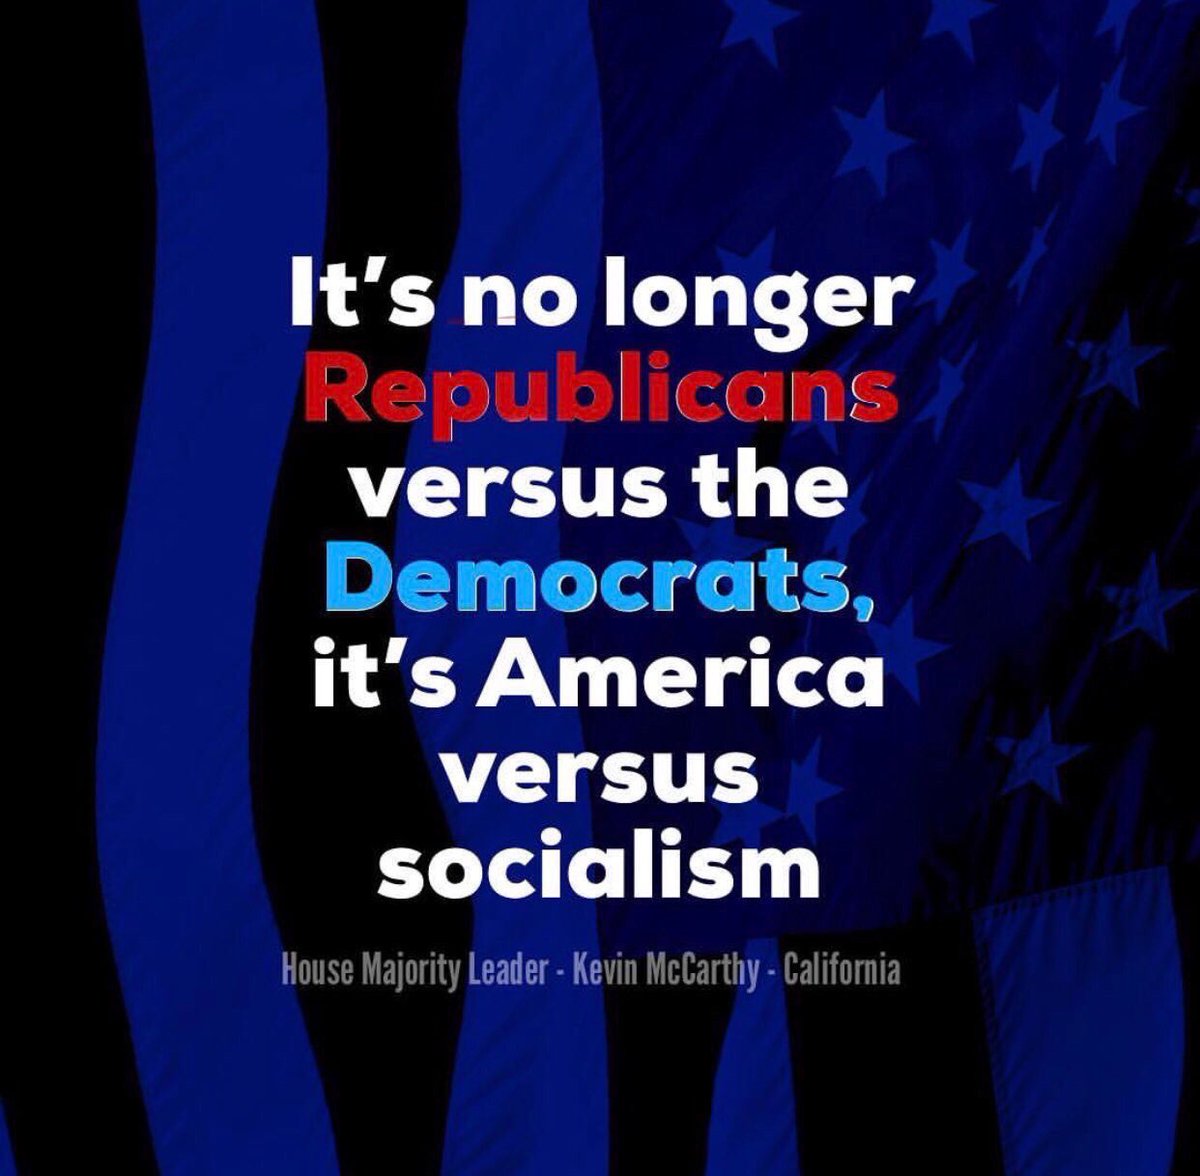 It’s no longer
Republicans
versus the
Democrats,
it’s America
versus
socialism
House Majority Leader - Kevin McCarthy - California